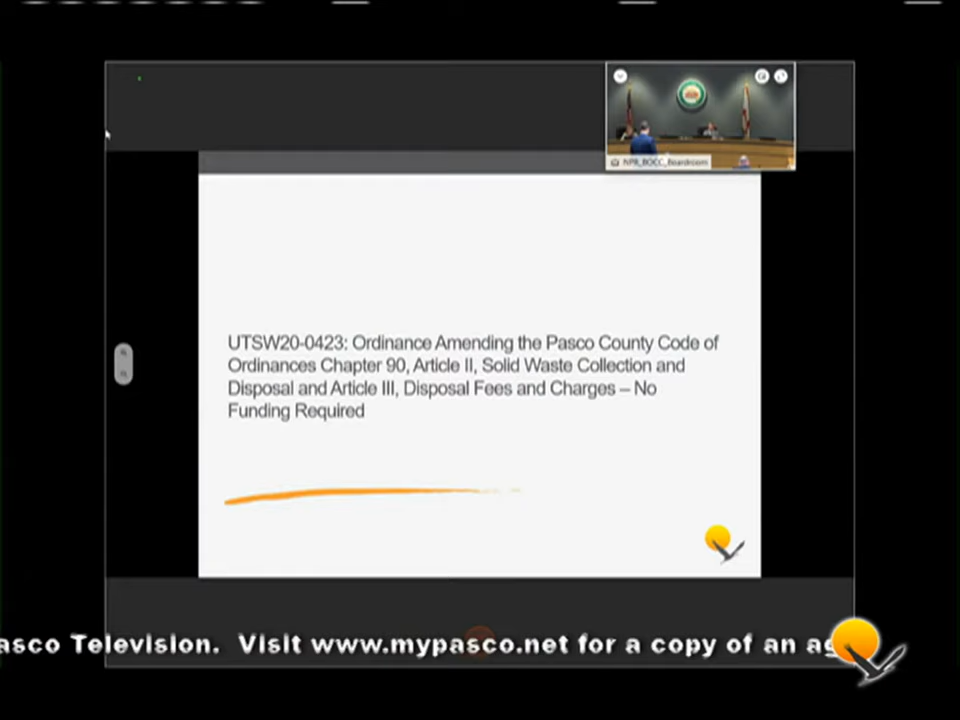 NPR_BOCC_Boardroom
UTSW20-0423: Ordinance Amending the Pasco County Code of
Ordinances Chapter 90, Article II, Solid Waste Collection and
Disposal and Article III, Disposal Fees and Charges – No
Funding Required
asco Television. Visit www.mypasco.net for a copy of an ag